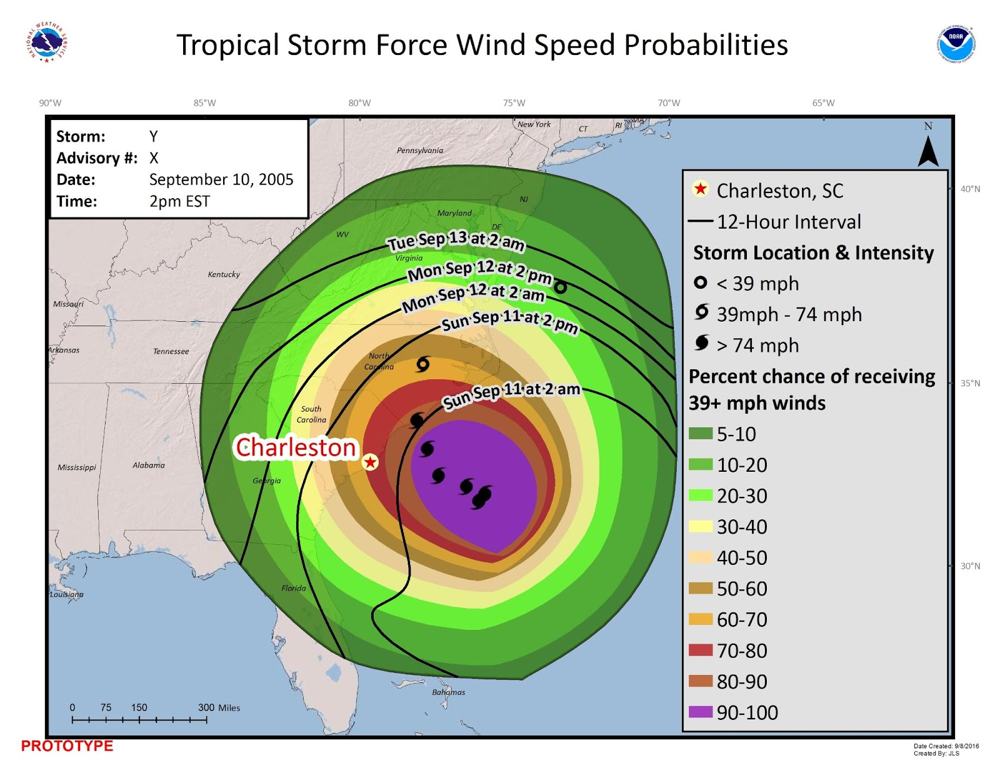 Tropical Storm Force Wind Speed Probabilities
NATIONAL WEATHER SERVICE
NOAA
90°W 85°W 80°W 75°W 70°W 65°W
Storm: Y
Advisory #: X
Date: September 10, 2005
Time: 2pm EST
N
New York
CT
RI
MA
Pennsylvania
NJ
Maryland
DE
WV
Virginia
Kentucky
Missouri
Arkansas
Tennessee
North
Carolina
South
Carolina
Mississippi
Alabama
Georgia
Louisiana
Florida
Bahamas
Tue Sep 13 at 2 am
Mon Sep 12 at 2 pm
Mon Sep 12 at 2 am
Sun Sep 11 at 2 pm
Sun Sep 11 at 2 am
Charleston
40°N
35°N
30°N
Charleston, SC
12-Hour Interval
Storm Location & Intensity
< 39 mph
39mph - 74 mph
> 74 mph
Percent chance of receiving
39+ mph winds
5-10
10-20
20-30
30-40
40-50
50-60
60-70
70-80
80-90
90-100
0 75 150 300 Miles
PROTOTYPE
Date Created: 9/8/2016
Created By: JLS